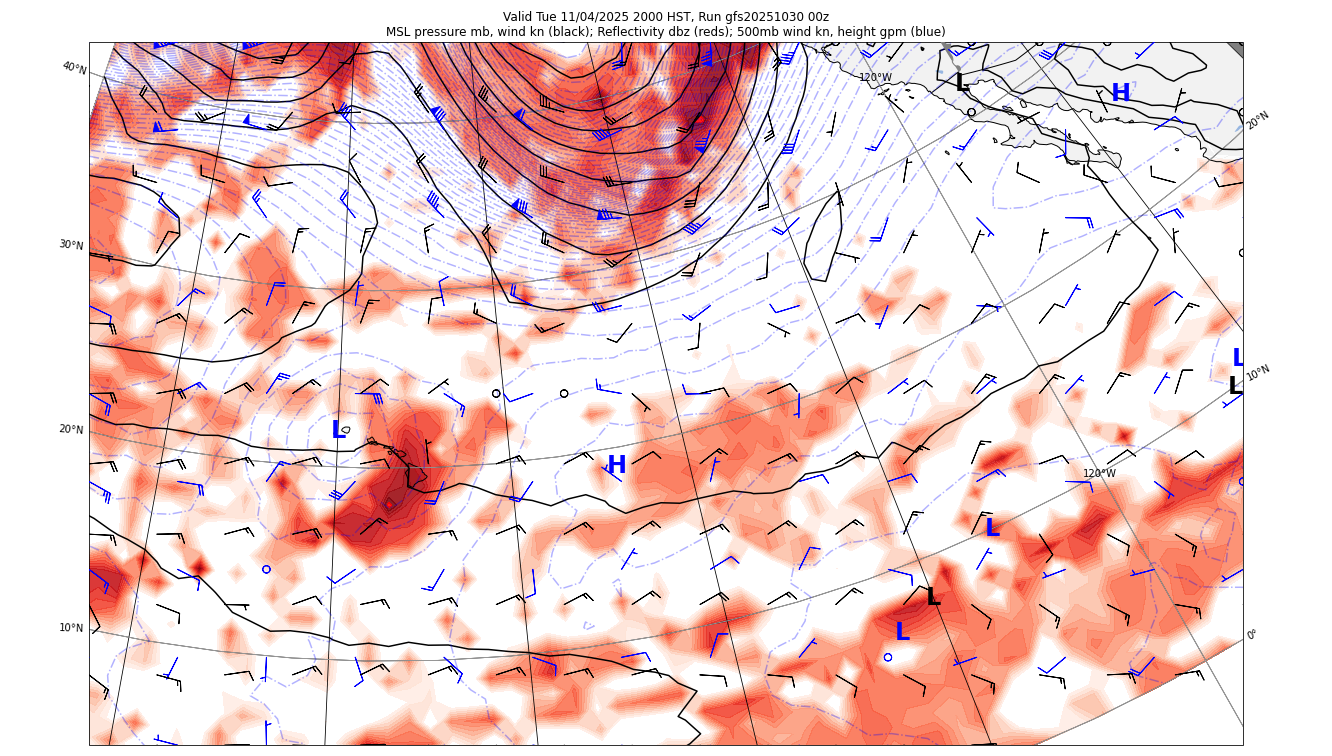 Valid Tue 11/04/2025 2000 HST, Run gfs20251030 00z
MSL pressure mb, wind kn (black); Reflectivity dbz (reds); 500mb wind kn, height gpm (blue)
40°N
120°W
L
H
20°N
30°N
L
10°N
L
20°N
L
H
120°W
L
L
10°N
L
0°